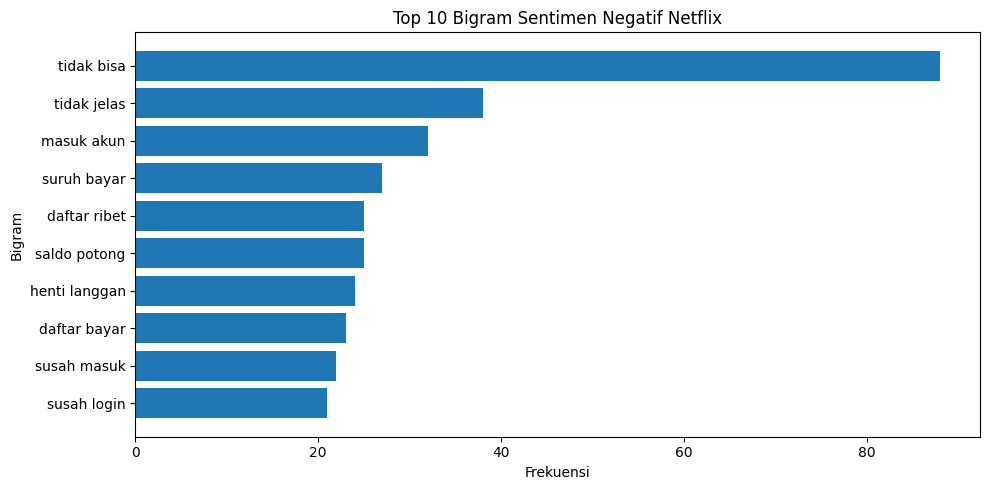 Top 10 Bigram Sentimen Negatif Netflix
Bigram
tidak bisa
tidak jelas
masuk akun
suruh bayar
daftar ribet
saldo potong
henti langgan
daftar bayar
susah masuk
susah login
0 20 40 60 80
Frekuensi